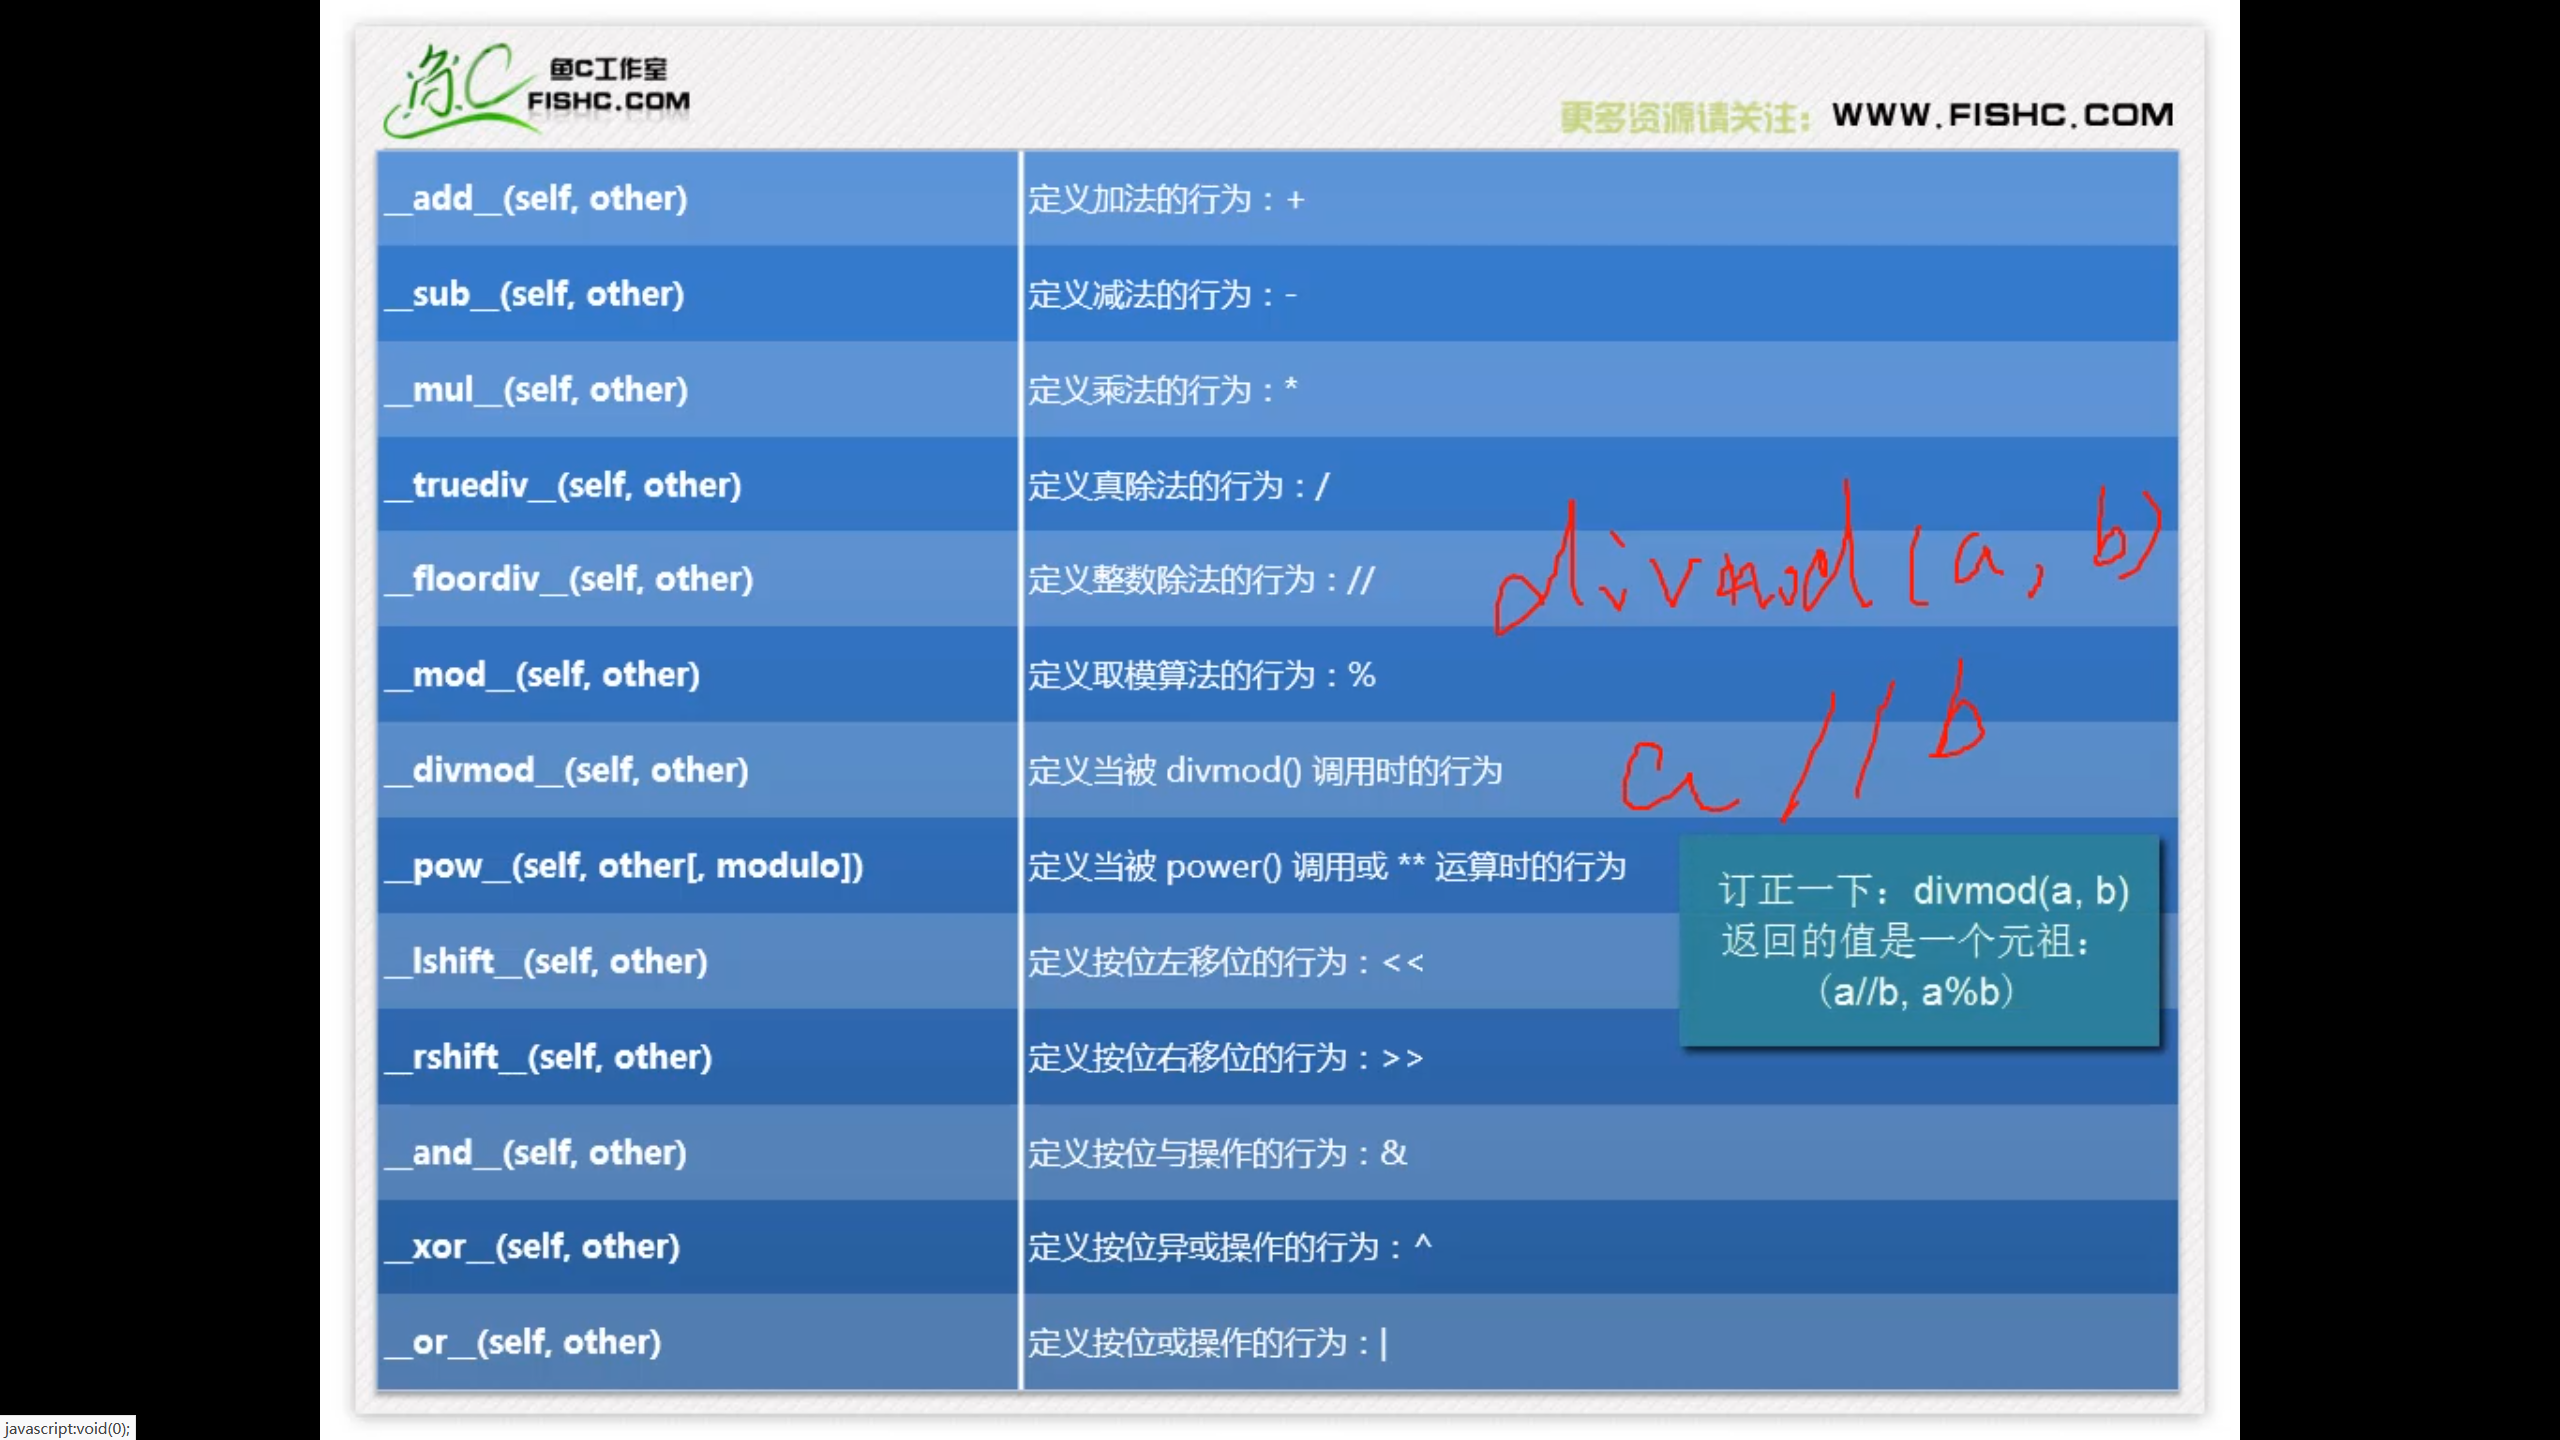 鱼C工作室
FISHC.COM
更多资源请关注： WWW.FISHC.COM
__add__(self, other) 定义加法的行为：+
__sub__(self, other) 定义减法的行为：-
__mul__(self, other) 定义乘法的行为：*
__truediv__(self, other) 定义真除法的行为：/
__floordiv__(self, other) 定义整数除法的行为：//
divmod(a, b)
__mod__(self, other) 定义取模算法的行为：%
__divmod__(self, other) 定义当被 divmod() 调用时的行为
a // b
__pow__(self, other[, modulo]) 定义当被 power() 调用或 ** 运算时的行为
订正一下：divmod(a, b)
返回的值是一个元祖：
（a//b, a%b）
__lshift__(self, other) 定义按位左移位的行为：<<
__rshift__(self, other) 定义按位右移位的行为：>>
__and__(self, other) 定义按位与操作的行为：&
__xor__(self, other) 定义按位异或操作的行为：^
__or__(self, other) 定义按位或操作的行为：|
javascript:void(0);